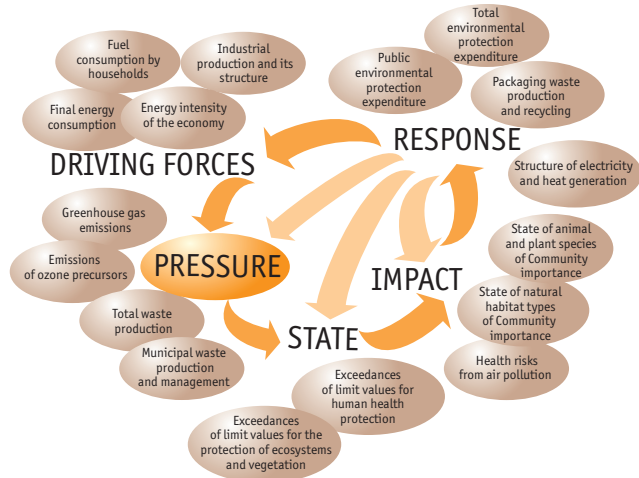 Fuel
consumption by
households
Industrial
production and its
structure
Final energy
consumption
Energy intensity
of the economy
DRIVING FORCES
Total
environmental
protection
expenditure
Public
environmental
protection
expenditure
Packaging waste
production
and recycling
RESPONSE
Structure of electricity
and heat generation
Greenhouse gas
emissions
Emissions
of ozone precursors
PRESSURE
Total waste
production
Municipal waste
production
and management
State of animal
and plant species
of Community
importance
IMPACT
State of natural
habitat types
of Community
importance
Health risks
from air pollution
STATE
Exceedances
of limit values for
human health
protection
Exceedances
of limit values for the
protection of ecosystems
and vegetation